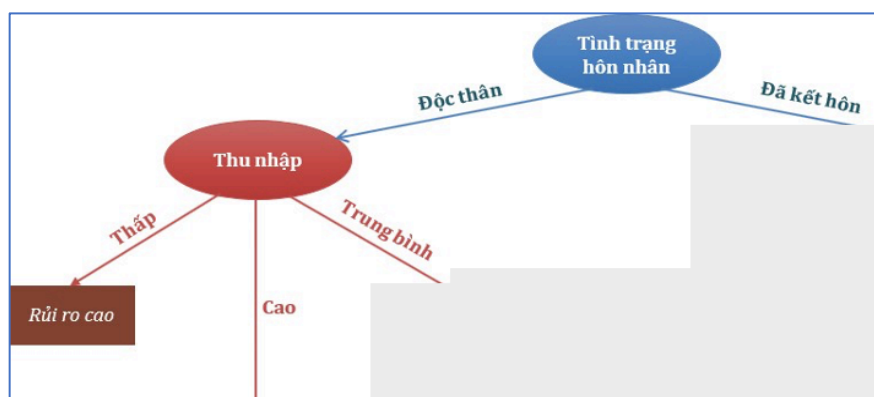 Tình trạng
hôn nhân
Độc thân
Đã kết hôn
Thu nhập
Thấp
Trung bình
Cao
Rủi ro cao